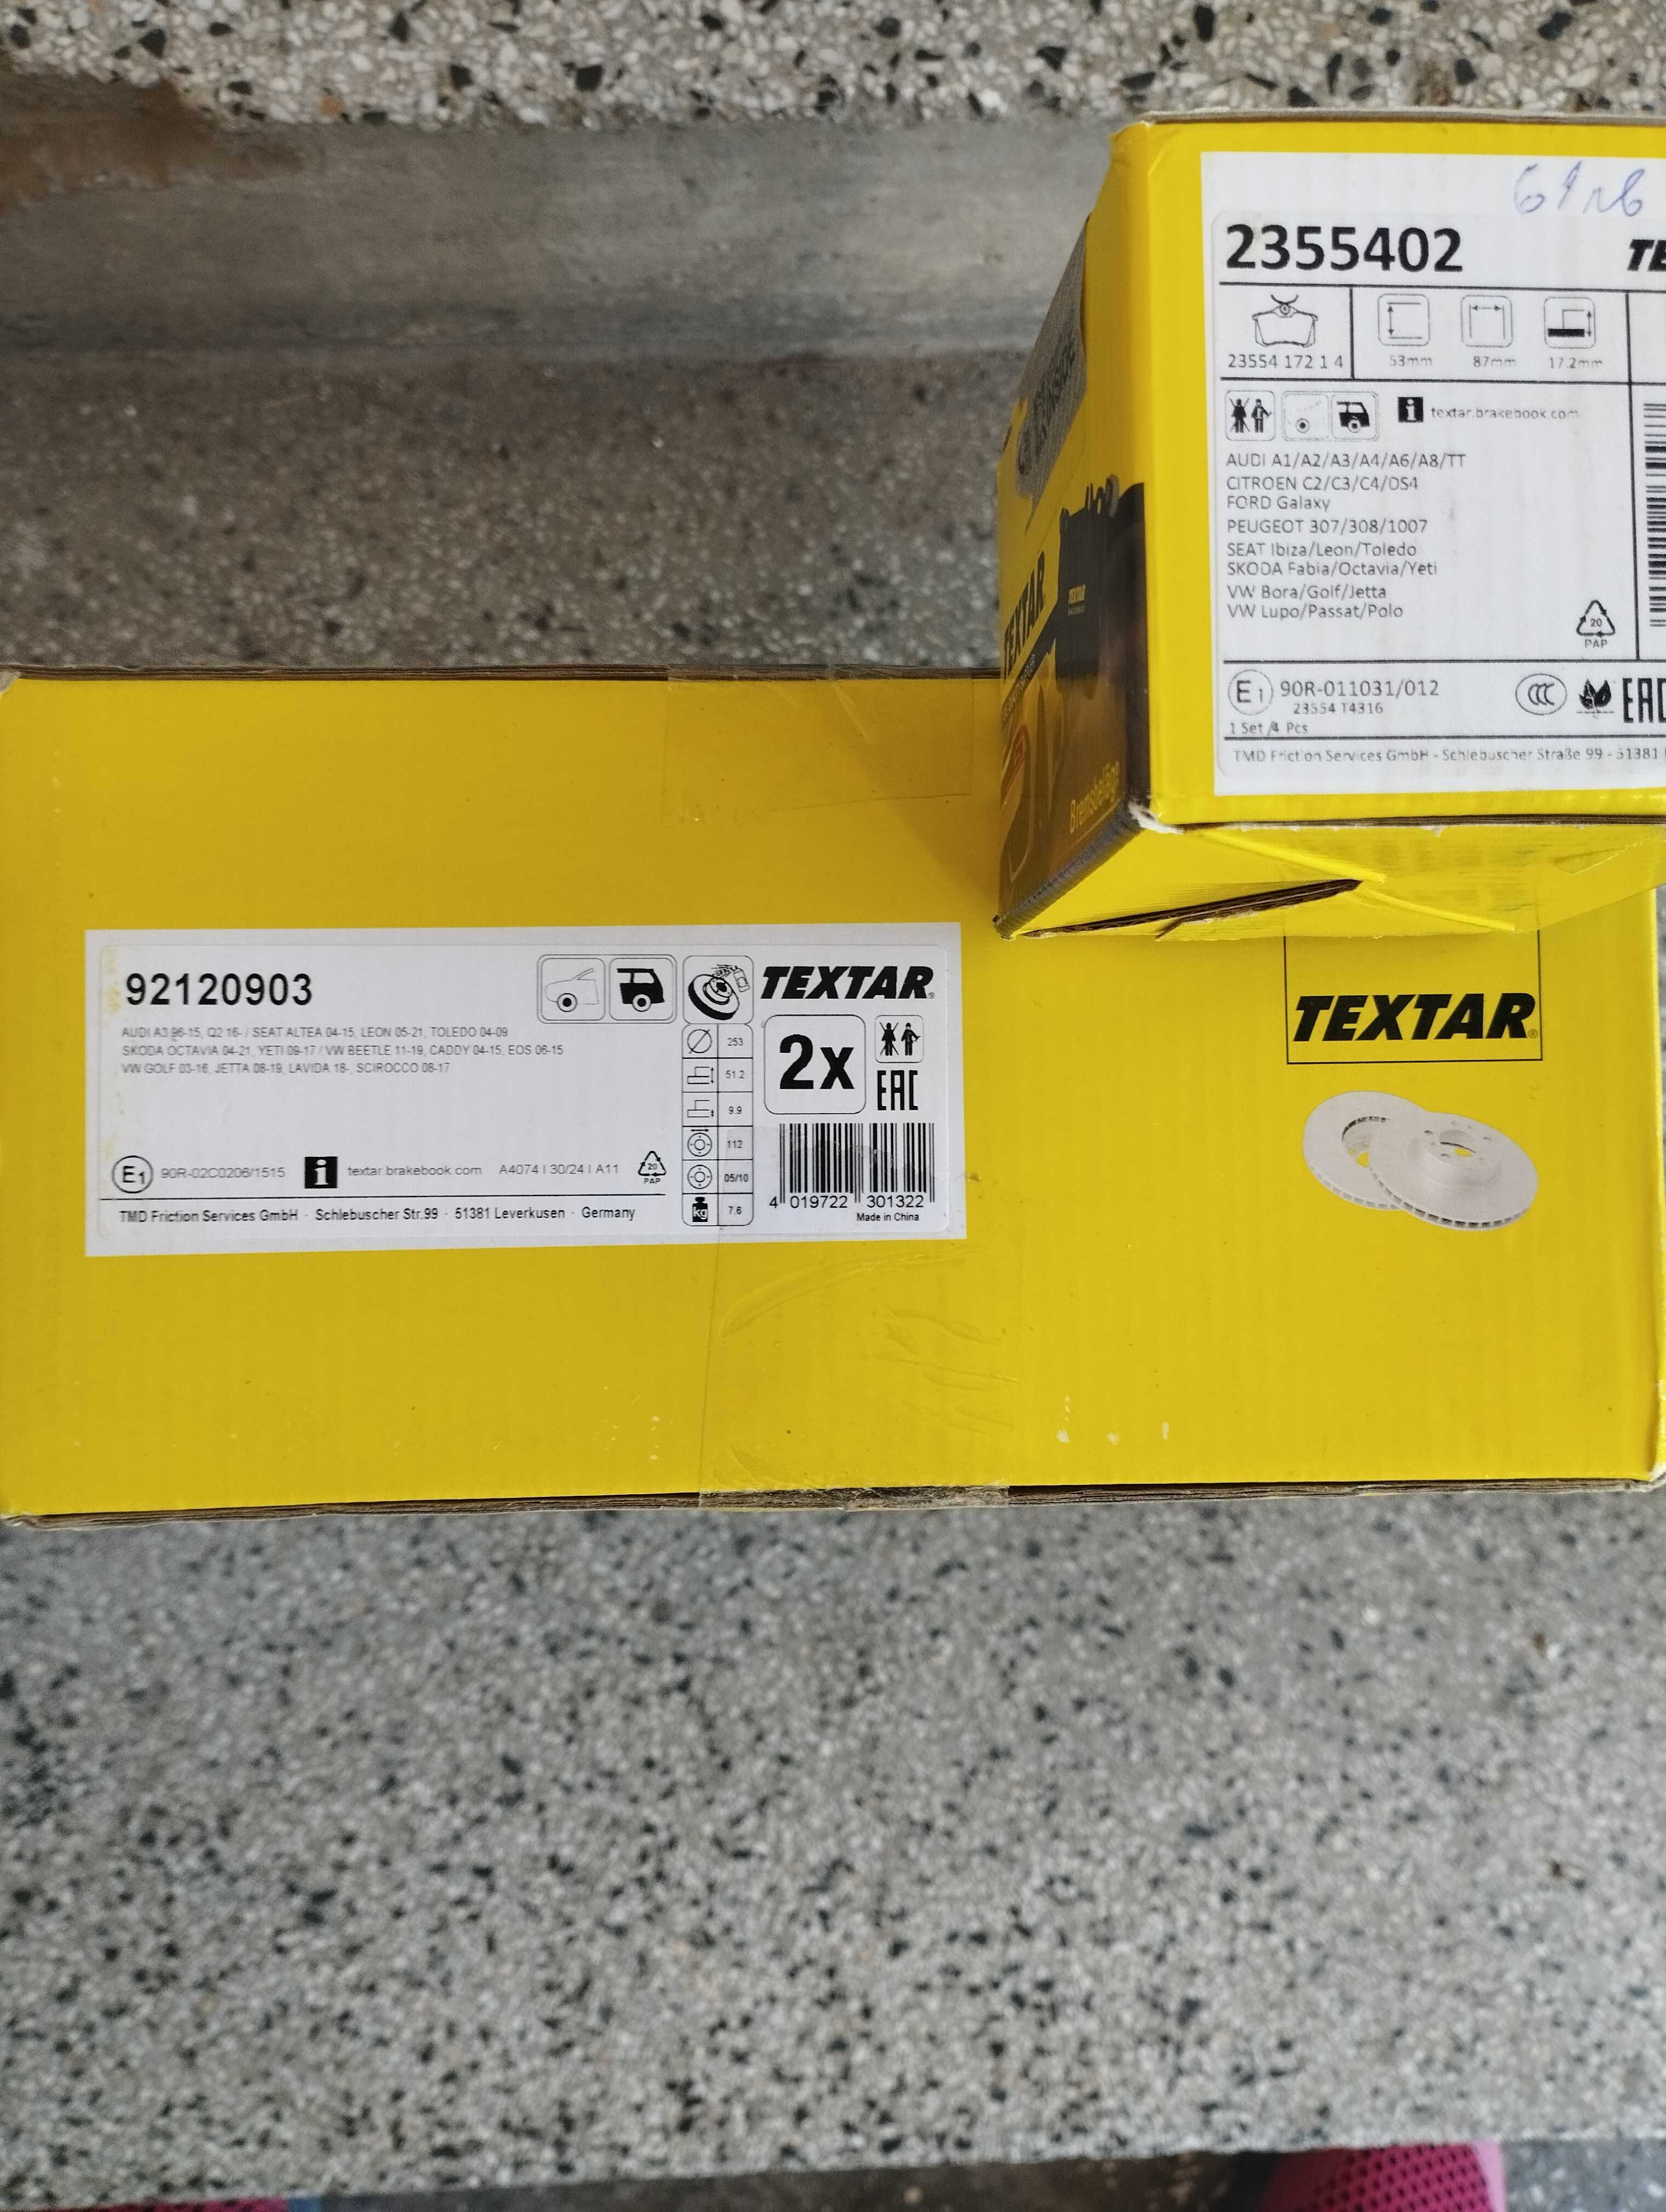 2355402
TE
23554 172 1 4
53mm
87mm
17.2mm
textar.brakebook.com
AUDI A1/A2/A3/A4/A6/A8/TT
CITROEN C2/C3/C4/DS4
FORD Galaxy
PEUGEOT 307/308/1007
SEAT Ibiza/Leon/Toledo
SKODA Fabia/Octavia/Yeti
VW Bora/Golf/Jetta
VW Lupo/Passat/Polo
20
PAP
E1 90R-011031/012
23554 T4316
CCC
EAC
1 Set /4 Pcs
TMD Friction Services GmbH - Schlebuscher Straße 99 - 51381
TEXTAR
TEXTAR
Bremsbeläge
92120903
TEXTAR
AUDI A3 96-15, Q2 16- / SEAT ALTEA 04-15, LEON 05-21, TOLEDO 04-09
SKODA OCTAVIA 04-21, YETI 09-17 / VW BEETLE 11-19, CADDY 04-15, EOS 06-15
VW GOLF 03-16, JETTA 08-19, LAVIDA 18-, SCIROCCO 08-17
253
51.2
9.9
112
05/10
kg 7.6
2x
EAC
E1 90R-02C0206/1515
i textar.brakebook.com A4074 | 30/24 | A11
20
PAP
TMD Friction Services GmbH · Schlebuscher Str.99 · 51381 Leverkusen · Germany
4 019722 301322
Made in China
TEXTAR